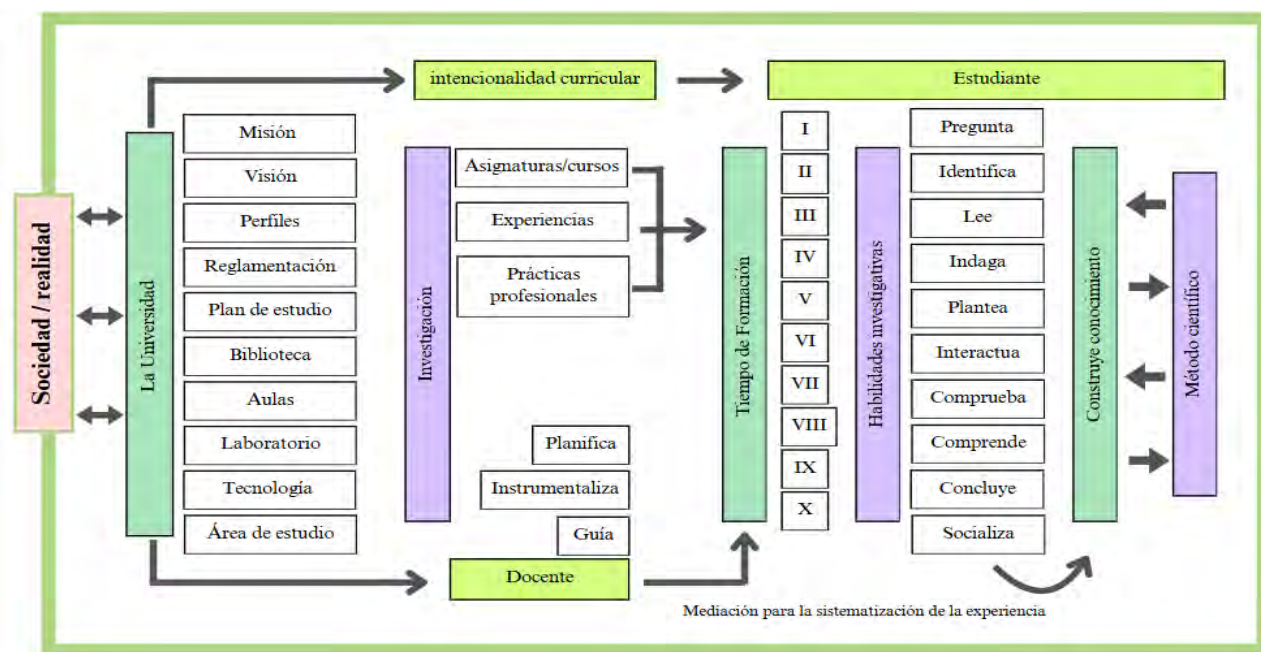 intencionalidad curricular
Estudiante
Sociedad / realidad
La Universidad
Misión
Visión
Perfiles
Reglamentación
Plan de estudio
Biblioteca
Aulas
Laboratorio
Tecnología
Área de estudio
Investigación
Asignaturas/cursos
Experiencias
Prácticas
profesionales
Planifica
Instrumentaliza
Guía
Docente
Tiempo de Formación
I
II
III
IV
V
VI
VII
VIII
IX
X
Habilidades investigativas
Pregunta
Identifica
Lee
Indaga
Plantea
Interactua
Comprueba
Comprende
Concluye
Socializa
Construye conocimiento
Método científico
Mediación para la sistematización de la experiencia